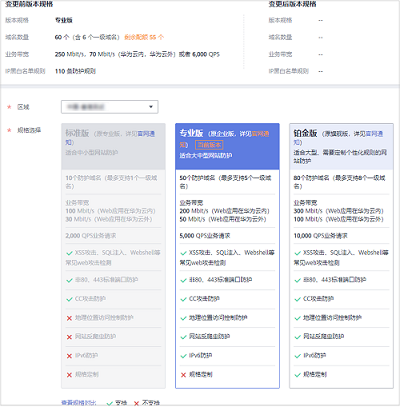 变更前版本规格
变更后版本规格
版本规格 专业版
版本规格 --
域名数量 60 个（含 6 个一级域名）
域名数量 --
业务带宽 250 Mbit/s，70 Mbit/s（华为云内，华为云外）或者 6,000 QPS
业务带宽 --
IP黑白名单规则 110 条防护规则
IP黑白名单规则 --
* 区域
* 规格选择
标准版 （原专业版，详见官网通知）
适合中小型网站防护
10个防护域名（最多支持1个一级域名）
业务带宽
100 Mbit/s（Web应用在华为云内）
30 Mbit/s（Web应用在华为云外）
2,000 QPS业务请求
XSS攻击、SQL注入、Webshell等常见web攻击检测
非80、443标准端口防护
CC攻击防护
地理位置访问控制防护
网站反爬虫防护
IPv6防护
规格定制
专业版 （原企业版，详见官网通知） 当前版本
适合大中型网站防护
50个防护域名（最多支持5个一级域名）
业务带宽
200 Mbit/s（Web应用在华为云内）
50 Mbit/s（Web应用在华为云外）
5,000 QPS业务请求
XSS攻击、SQL注入、Webshell等常见web攻击检测
非80、443标准端口防护
CC攻击防护
地理位置访问控制防护
网站反爬虫防护
IPv6防护
规格定制
铂金版 （原旗舰版，详见官网通知）
适合大型、需要定制个性化规则的网站防护
80个防护域名（最多支持8个一级域名）
业务带宽
300 Mbit/s（Web应用在华为云内）
100 Mbit/s（Web应用在华为云外）
10,000 QPS业务请求
XSS攻击、SQL注入、Webshell等常见web攻击检测
非80、443标准端口防护
CC攻击防护
地理位置访问控制防护
网站反爬虫防护
IPv6防护
规格定制
查看规格对比 支持 不支持